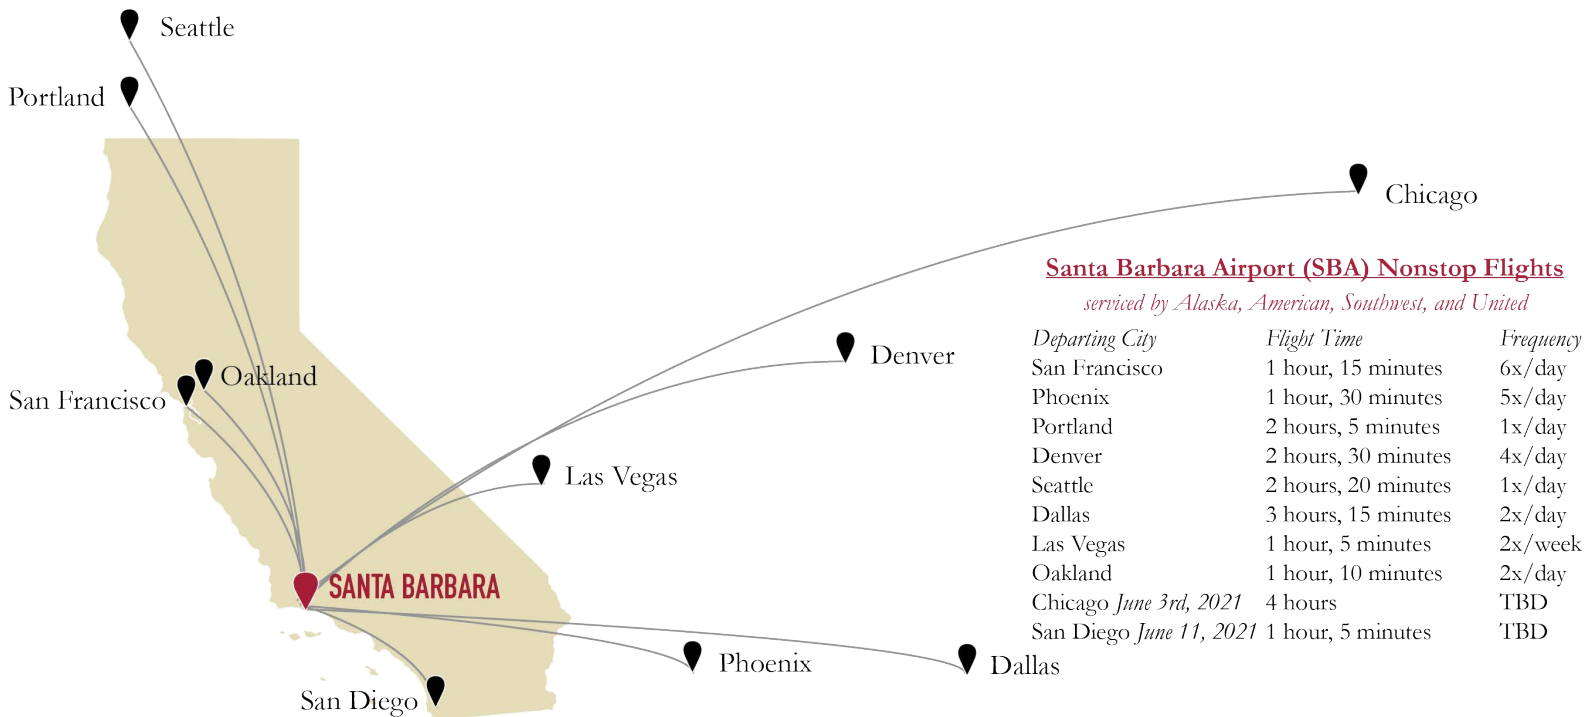 Seattle
Portland
Chicago
Santa Barbara Airport (SBA) Nonstop Flights
serviced by Alaska, American, Southwest, and United
Denver
Oakland
San Francisco
Las Vegas
SANTA BARBARA
Phoenix
Dallas
San Diego
Departing City Flight Time Frequency
San Francisco 1 hour, 15 minutes 6x/day
Phoenix 1 hour, 30 minutes 5x/day
Portland 2 hours, 5 minutes 1x/day
Denver 2 hours, 30 minutes 4x/day
Seattle 2 hours, 20 minutes 1x/day
Dallas 3 hours, 15 minutes 2x/day
Las Vegas 1 hour, 5 minutes 2x/week
Oakland 1 hour, 10 minutes 2x/day
Chicago June 3rd, 2021 4 hours TBD
San Diego June 11, 2021 1 hour, 5 minutes TBD